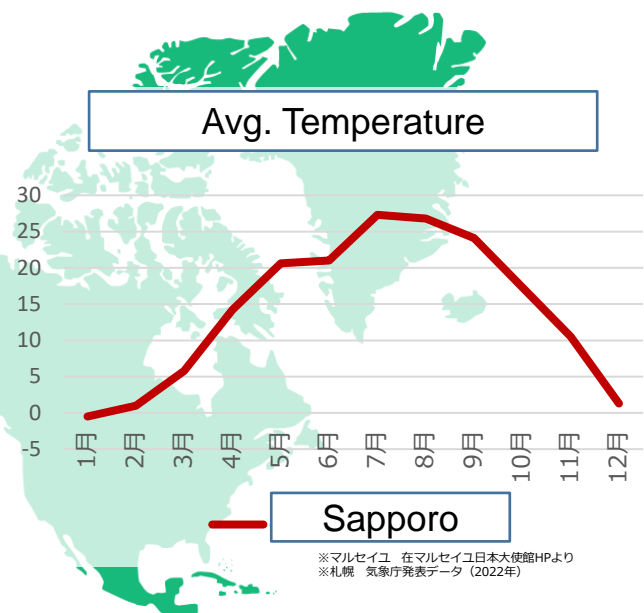 Avg. Temperature
30
25
20
15
10
5
0
-5
1月
2月
3月
4月
5月
6月
7月
8月
9月
10月
11月
12月
Sapporo
※マルセイユ 在マルセイユ日本大使館HPより
※札幌 気象庁発表データ（2022年）